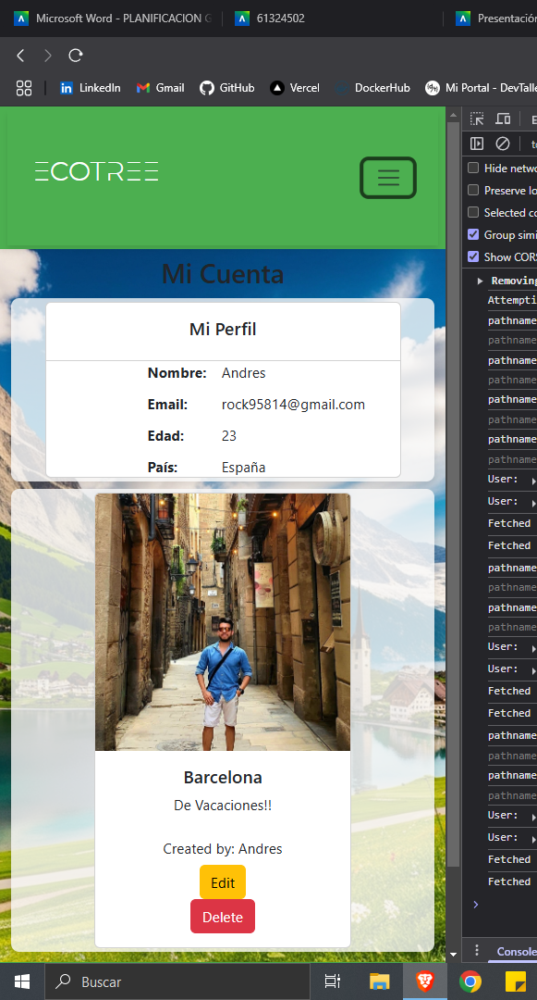 Microsoft Word - PLANIFICACION G
61324502
Presentación
LinkedIn
Gmail
GitHub
Vercel
DockerHub
Mi Portal - DevTalle
ECOTREE
Mi Cuenta
Mi Perfil
Nombre: Andres
Email: rock95814@gmail.com
Edad: 23
País: España
Barcelona
De Vacaciones!!
Created by: Andres
Edit
Delete
E
to
Hide netwo
Preserve lo
Selected co
Group simi
Show CORS
Removing
Attempti
pathname
pathname
pathname
pathname
pathname
pathname
pathname
pathname
User:
User:
Fetched
Fetched
pathname
pathname
pathname
pathname
User:
User:
Fetched
Fetched
pathname
pathname
pathname
pathname
User:
User:
Fetched
Fetched
Console
Buscar